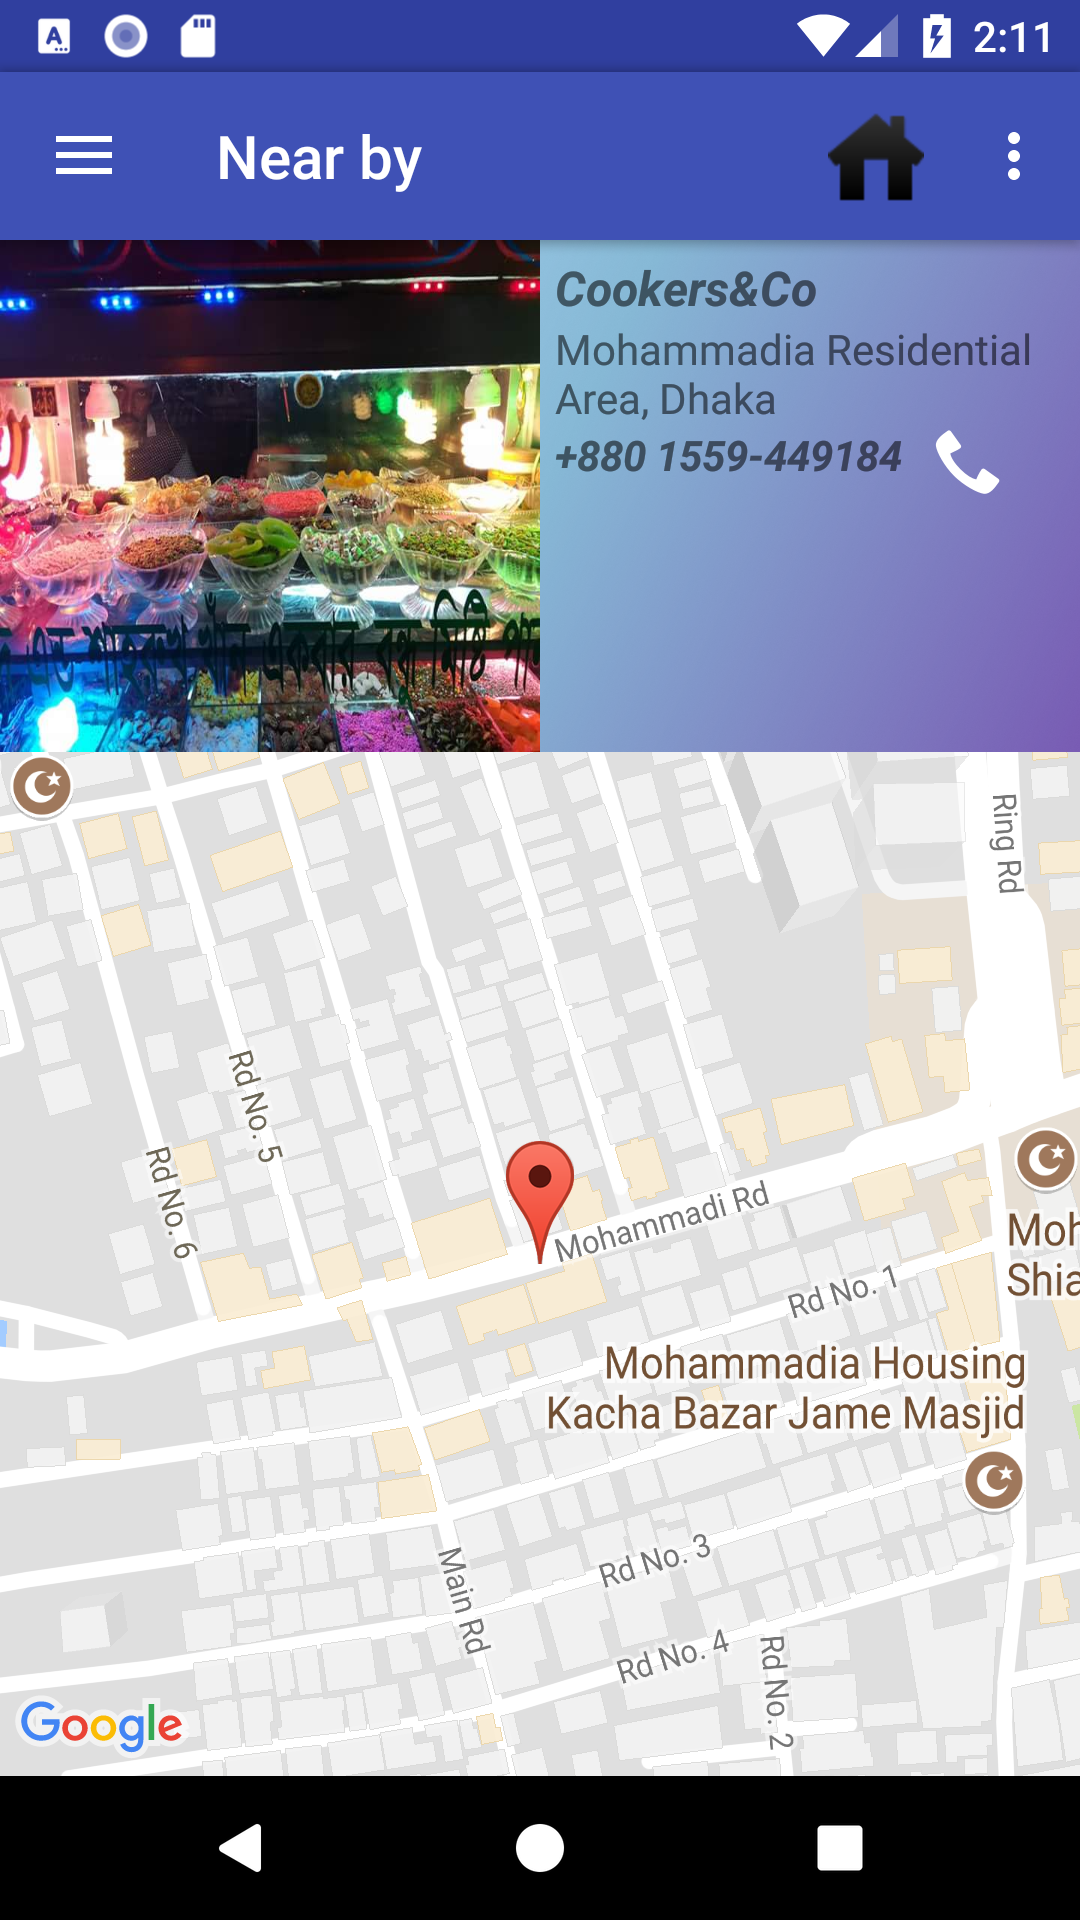 2:11
Near by
Cookers&Co
Mohammadia Residential
Area, Dhaka
+880 1559-449184
Ring Rd
Rd No. 5
Rd No. 6
Mohammadi Rd
Moh
Shia
Rd No. 1
Mohammadia Housing
Kacha Bazar Jame Masjid
Rd No. 3
Main Rd
Rd No. 4
Rd No. 2
Google